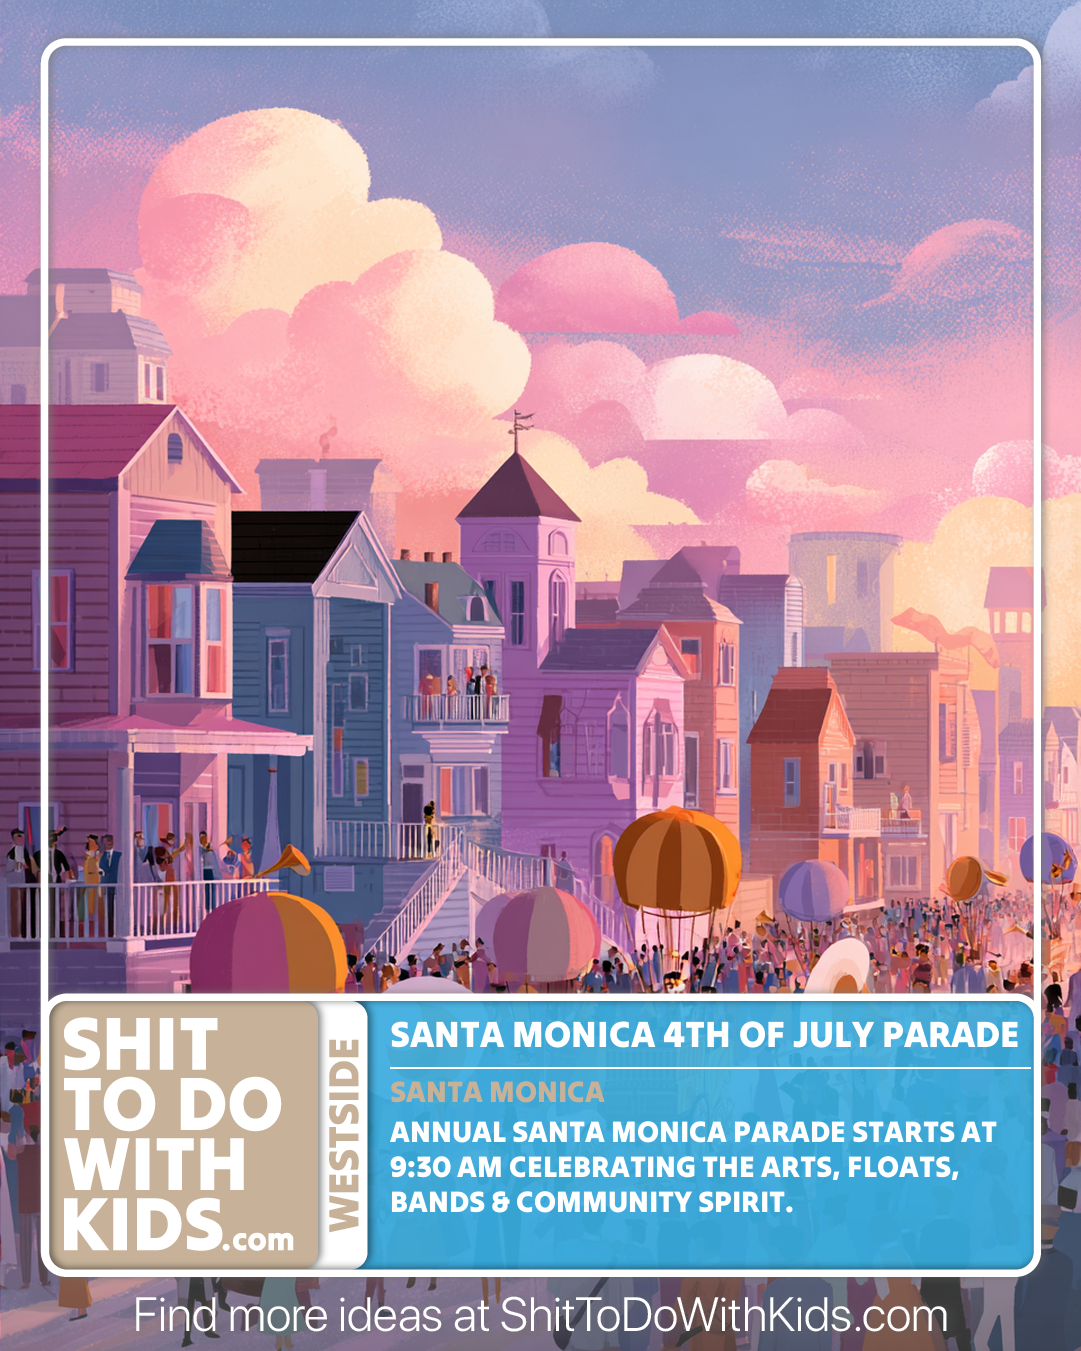 SHIT
TO DO
WITH
KIDS.com
WESTSIDE
SANTA MONICA 4TH OF JULY PARADE
SANTA MONICA
ANNUAL SANTA MONICA PARADE STARTS AT
9:30 AM CELEBRATING THE ARTS, FLOATS,
BANDS & COMMUNITY SPIRIT.
Find more ideas at ShitToDoWithKids.com